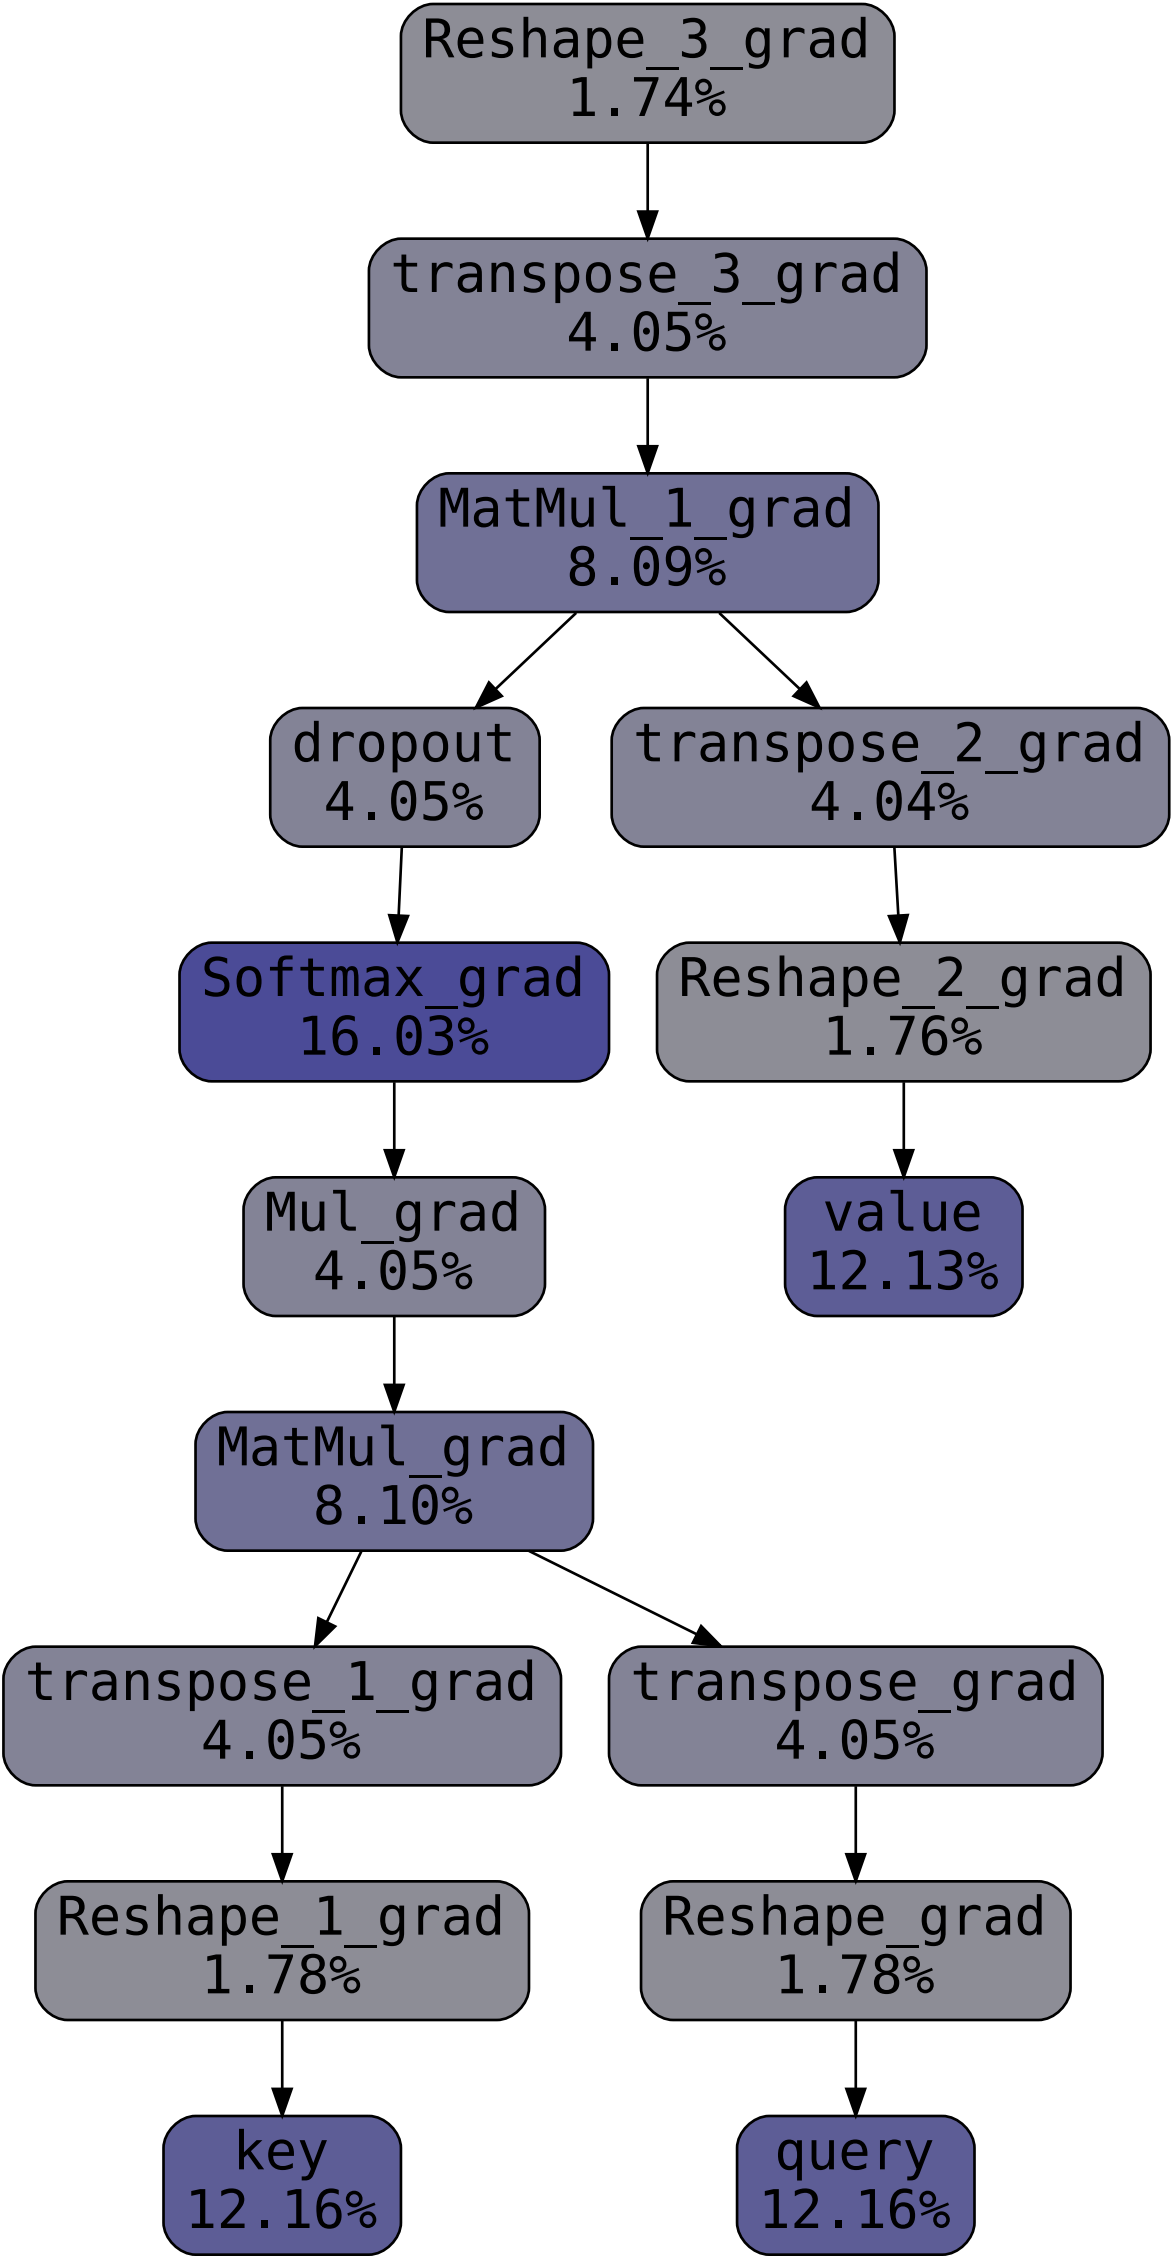 Reshape_3_grad
1.74%
transpose_3_grad
4.05%
MatMul_1_grad
8.09%
dropout
4.05%
transpose_2_grad
4.04%
Softmax_grad
16.03%
Reshape_2_grad
1.76%
Mul_grad
4.05%
value
12.13%
MatMul_grad
8.10%
transpose_1_grad
4.05%
transpose_grad
4.05%
Reshape_1_grad
1.78%
Reshape_grad
1.78%
key
12.16%
query
12.16%